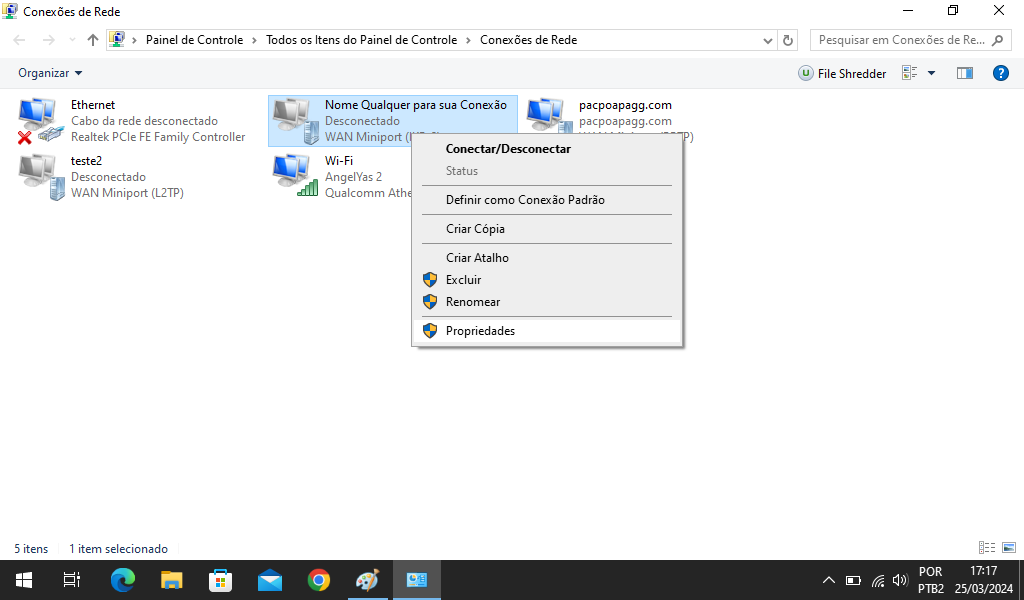 Conexões de Rede
Painel de Controle > Todos os Itens do Painel de Controle > Conexões de Rede
Pesquisar em Conexões de Re...
Organizar
File Shredder
Ethernet
Cabo da rede desconectado
Realtek PCIe FE Family Controller
Nome Qualquer para sua Conexão
Desconectado
WAN Miniport
pacpoapagg.com
pacpoapagg.com
teste2
Desconectado
WAN Miniport (L2TP)
Wi-Fi
AngelYas 2
Qualcomm Athe
Conectar/Desconectar
Status
Definir como Conexão Padrão
Criar Cópia
Criar Atalho
Excluir
Renomear
Propriedades
5 itens
1 item selecionado
POR
PTB2
17:17
25/03/2024